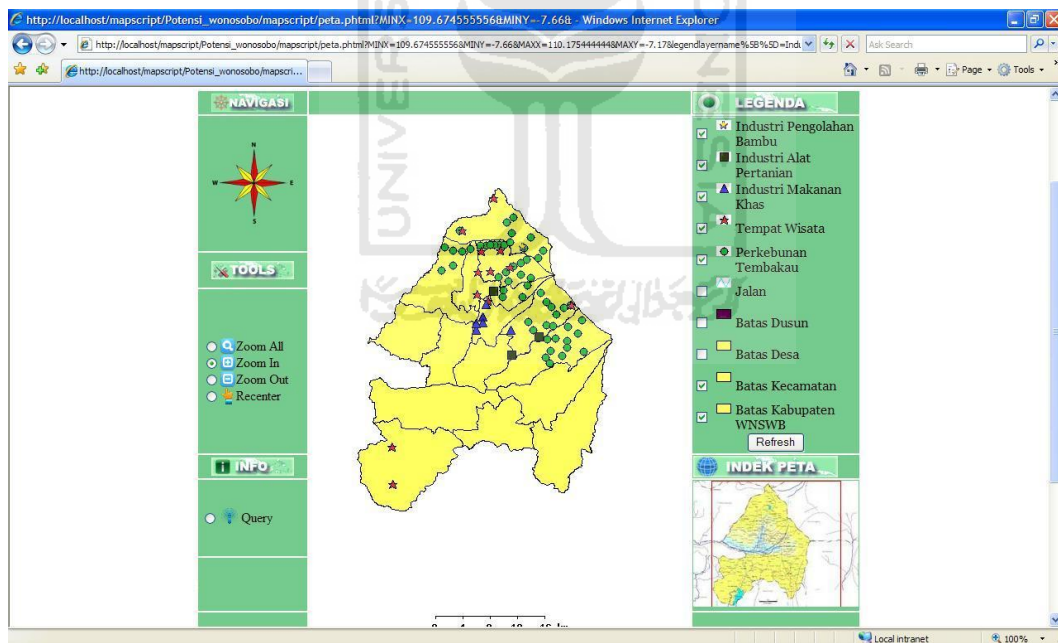 http://localhost/mapscript/Potensi_wonosobo/mapscript/peta.phtml?MINX=109.674555556&MINY=-7.66& - Windows Internet Explorer
http://localhost/mapscript/Potensi_wonosobo/mapscript/peta.phtml?MINX=109.674555556&MINY=-7.66&MAXX=110.175444444&MAXY=-7.17&legendlayername%5B%5D=Indu
Ask Search
http://localhost/mapscript/Potensi_wonosobo/mapscri...
Page
Tools
NAVIGASI
N
W
E
S
TOOLS
Zoom All
Zoom In
Zoom Out
Recenter
INFO
Query
LEGENDA
Industri Pengolahan
Bambu
Industri Alat
Pertanian
Industri Makanan
Khas
Tempat Wisata
Perkebunan
Tembakau
Jalan
Batas Dusun
Batas Desa
Batas Kecamatan
Batas Kabupaten
WNSWB
Refresh
INDEK PETA
Local intranet
100%